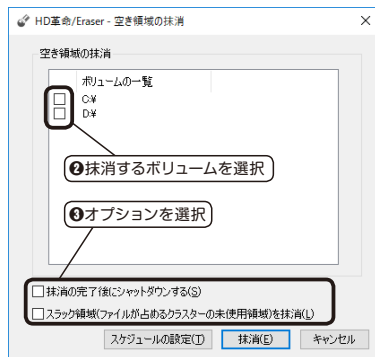 HD革命/Eraser - 空き領域の抹消
空き領域の抹消
ボリュームの一覧
C:¥
D:¥
❷抹消するボリュームを選択
❸オプションを選択
抹消の完了後にシャットダウンする(S)
スラック領域(ファイルが占めるクラスターの未使用領域)を抹消(L)
スケジュールの設定(T) 抹消(E) キャンセル